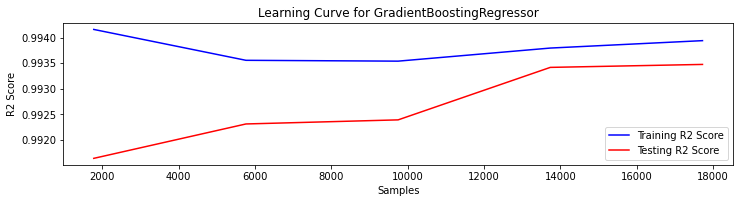 Learning Curve for GradientBoostingRegressor
0.9940
0.9935
0.9930
0.9925
0.9920
R2 Score
Training R2 Score
Testing R2 Score
2000 4000 6000 8000 10000 12000 14000 16000 18000
Samples